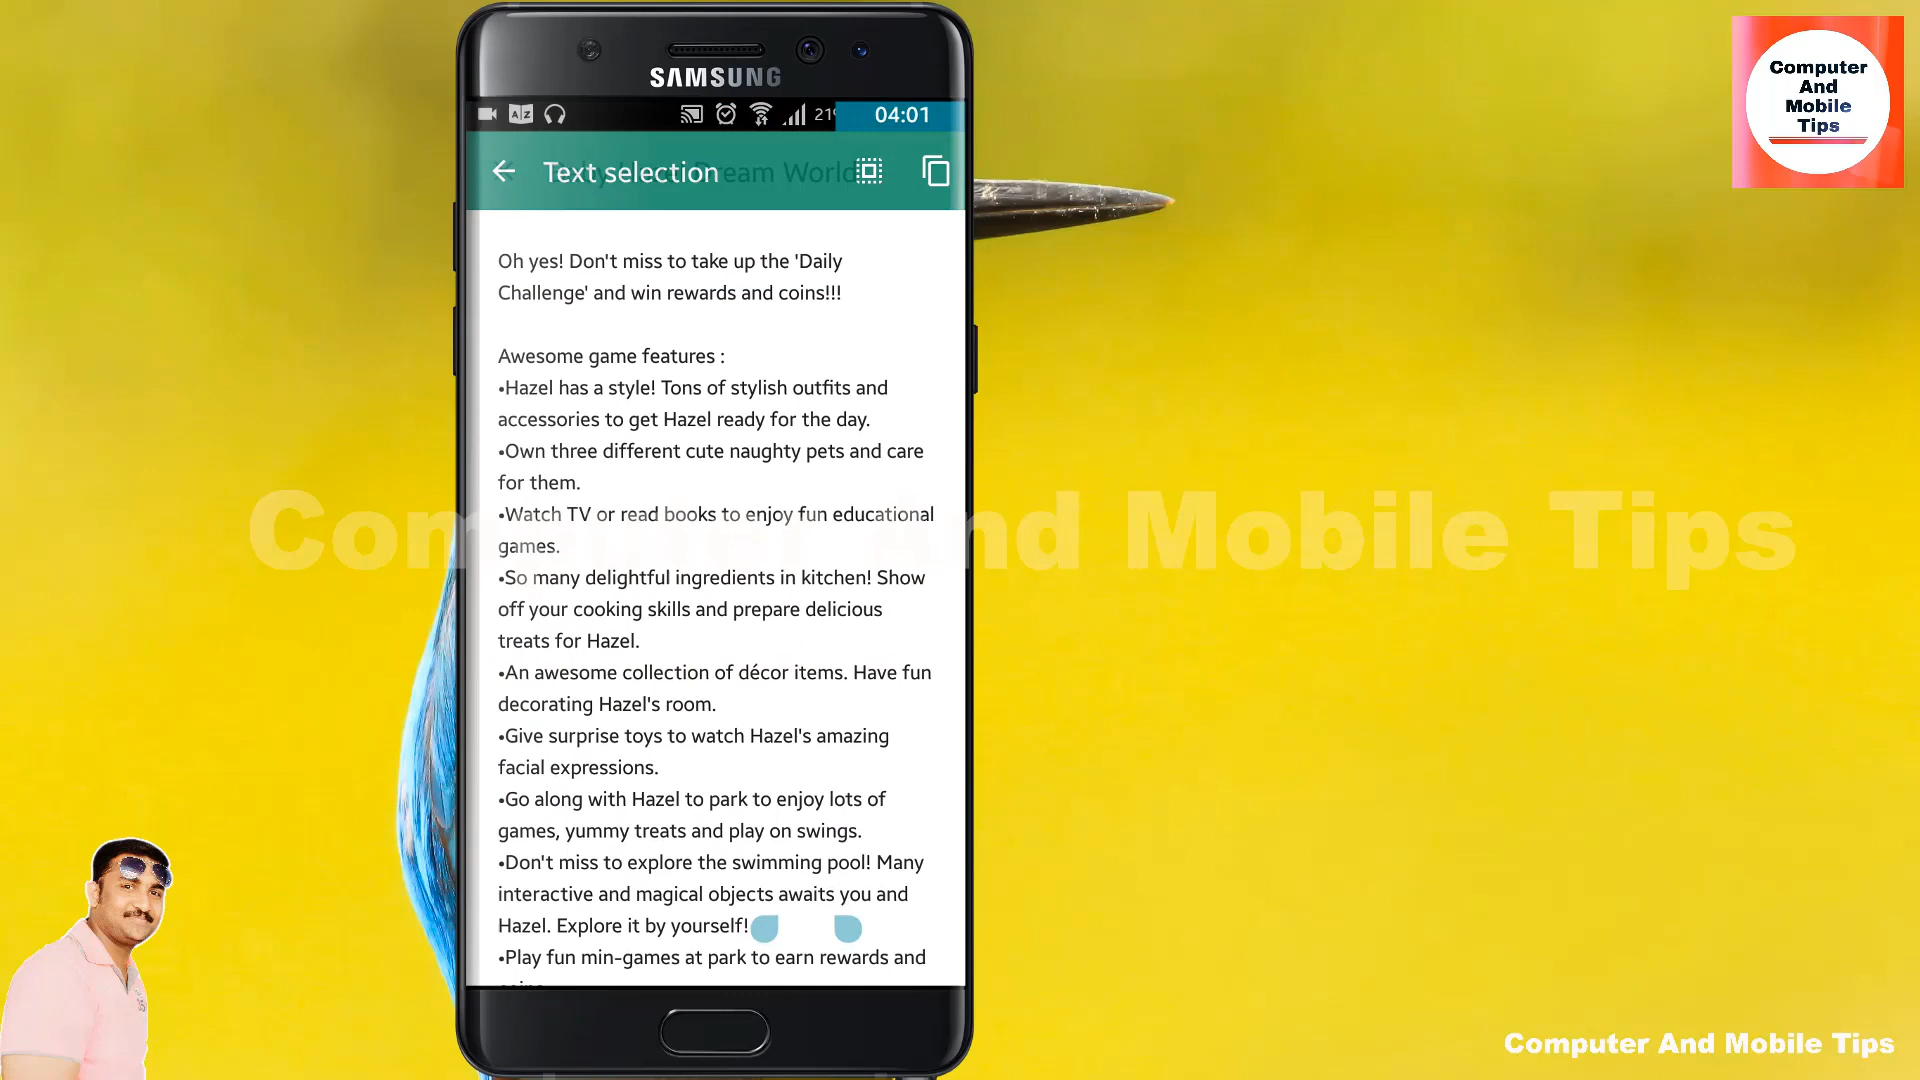 SAMSUNG
04:01
Text selection
Oh yes! Don't miss to take up the 'Daily
Challenge' and win rewards and coins!!!
Awesome game features :
•Hazel has a style! Tons of stylish outfits and
accessories to get Hazel ready for the day.
•Own three different cute naughty pets and care
for them.
•Watch TV or read books to enjoy fun educational
games.
•So many delightful ingredients in kitchen! Show
off your cooking skills and prepare delicious
treats for Hazel.
•An awesome collection of décor items. Have fun
decorating Hazel's room.
•Give surprise toys to watch Hazel's amazing
facial expressions.
•Go along with Hazel to park to enjoy lots of
games, yummy treats and play on swings.
•Don't miss to explore the swimming pool! Many
interactive and magical objects awaits you and
Hazel. Explore it by yourself!
•Play fun min-games at park to earn rewards and
Computer
And
Mobile
Tips
Computer And Mobile Tips
Computer And Mobile Tips